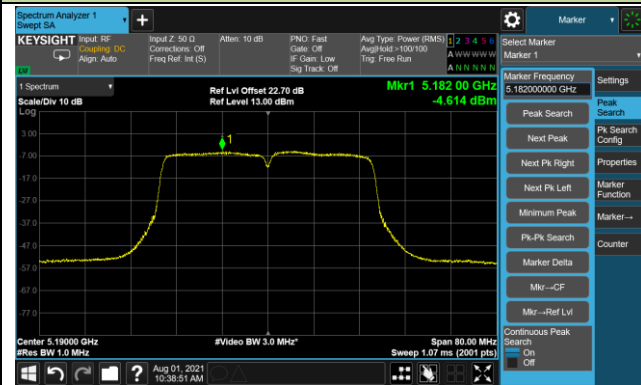 Spectrum Analyzer 1
Swept SA
+
Marker
KEYSIGHT
Input: RF
Coupling: DC
Align: Auto
Input Z: 50 Ω
Corrections: Off
Freq Ref: Int (S)
Atten: 10 dB
PNO: Fast
Gate: Off
IF Gain: Low
Sig Track: Off
Avg Type: Power (RMS)
Avg|Hold >100/100
Trig: Free Run
1 2 3 4 5 6
A W W W W W
A N N N N N
LXI
Select Marker
Marker 1
1 Spectrum
Scale/Div 10 dB
Log
Ref Lvl Offset 22.70 dB
Ref Level 13.00 dBm
Mkr1 5.182 00 GHz
-4.614 dBm
3.00
-7.00
-17.0
-27.0
-37.0
-47.0
-57.0
-67.0
-77.0
1
Center 5.19000 GHz
#Res BW 1.0 MHz
#Video BW 3.0 MHz*
Span 80.00 MHz
Sweep 1.07 ms (2001 pts)
Marker Frequency
5.182000000 GHz
Peak Search
Next Peak
Next Pk Right
Next Pk Left
Minimum Peak
Pk-Pk Search
Marker Delta
Mkr→CF
Mkr→Ref Lvl
Continuous Peak
Search
On
Off
Settings
Peak
Search
Pk Search
Config
Properties
Marker
Function
Marker→
Counter
?
Aug 01, 2021
10:38:51 AM